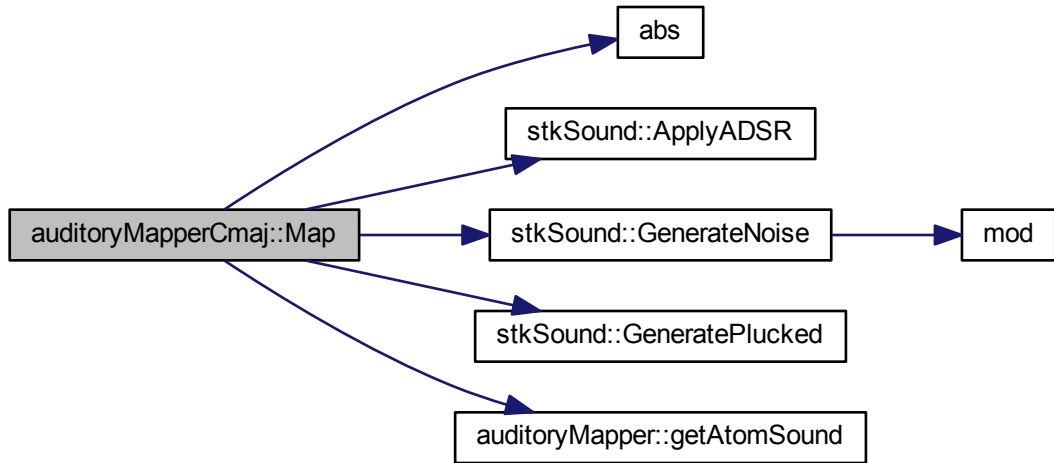 abs
stkSound::ApplyADSR
auditoryMapperCmaj::Map
stkSound::GenerateNoise
mod
stkSound::GeneratePlucked
auditoryMapper::getAtomSound